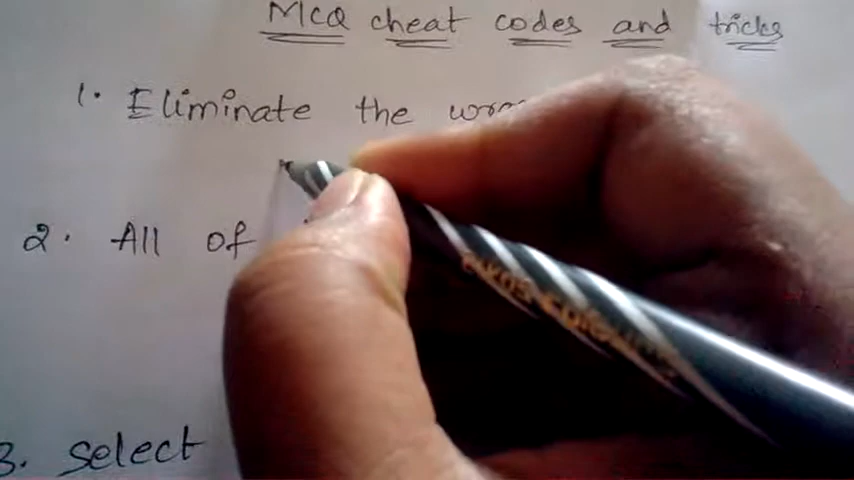 MCQ cheat codes and tricks
1. Eliminate the
2. All of
3. select